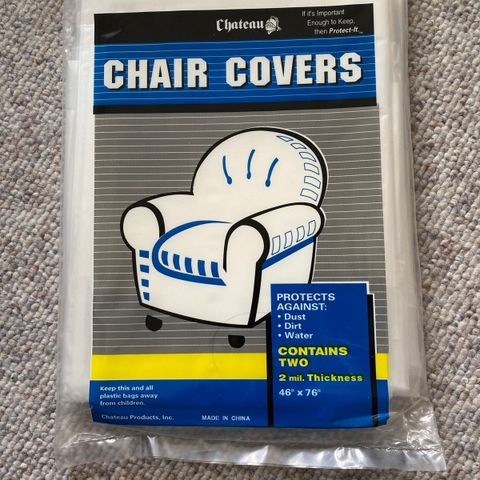 Chateau
If it's Important
Enough to Keep,
then Protect-It.™
CHAIR COVERS
PROTECTS
AGAINST:
• Dust
• Dirt
• Water
CONTAINS
TWO
2 mil. Thickness
46" x 76"
Keep this and all
plastic bags away
from children.
Chateau Products, Inc.
MADE IN CHINA